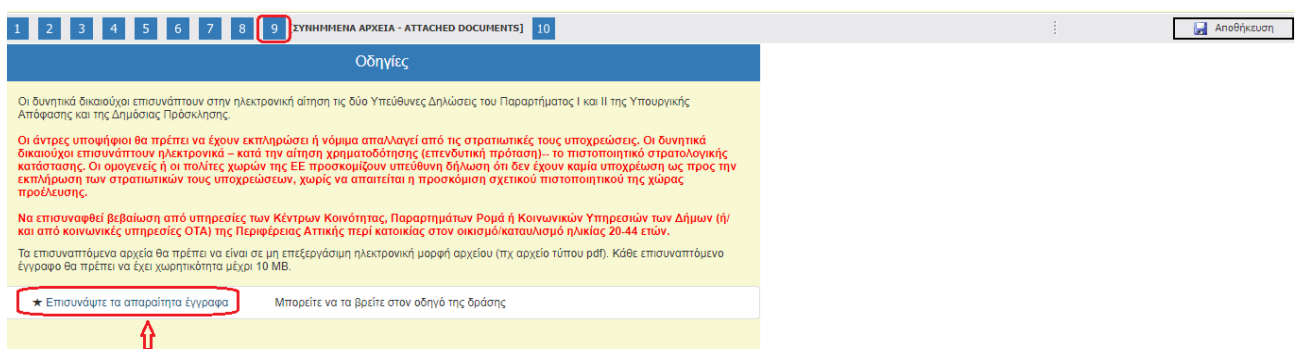 1 2 3 4 5 6 7 8 9 [ΣΥΝΗΜΜΕΝΑ ΑΡΧΕΙΑ - ATTACHED DOCUMENTS] 10 Αποθήκευση
Οδηγίες
Οι δυνητικά δικαιούχοι επισυνάπτουν στην ηλεκτρονική αίτηση τις δύο Υπεύθυνες Δηλώσεις του Παραρτήματος Ι και ΙΙ της Υπουργικής
Απόφασης και της Δημόσιας Πρόσκλησης.
Οι άντρες υποψήφιοι θα πρέπει να έχουν εκπληρώσει ή νόμιμα απαλλαγεί από τις στρατιωτικές τους υποχρεώσεις. Οι δυνητικά
δικαιούχοι επισυνάπτουν ηλεκτρονικά – κατά την αίτηση χρηματοδότησης (επενδυτική πρόταση)-- το πιστοποιητικό στρατολογικής
κατάστασης. Οι ομογενείς ή οι πολίτες χωρών της ΕΕ προσκομίζουν υπεύθυνη δήλωση ότι δεν έχουν καμία υποχρέωση ως προς την
εκπλήρωση των στρατιωτικών τους υποχρεώσεων, χωρίς να απαιτείται η προσκόμιση σχετικού πιστοποιητικού της χώρας
προέλευσης.
Να επισυναφθεί βεβαίωση από υπηρεσίες των Κέντρων Κοινότητας, Παραρτημάτων Ρομά ή Κοινωνικών Υπηρεσιών των Δήμων (ή/
και από κοινωνικές υπηρεσίες ΟΤΑ) της Περιφέρειας Αττικής περί κατοικίας στον οικισμό/καταυλισμό ηλικίας 20-44 ετών.
Τα επισυναπτόμενα αρχεία θα πρέπει να είναι σε μη επεξεργάσιμη ηλεκτρονική μορφή αρχείου (πχ αρχείο τύπου pdf). Κάθε επισυναπτόμενο
έγγραφο θα πρέπει να έχει χωρητικότητα μέχρι 10 MB.
★ Επισυνάψτε τα απαραίτητα έγγραφα Μπορείτε να τα βρείτε στον οδηγό της δράσης